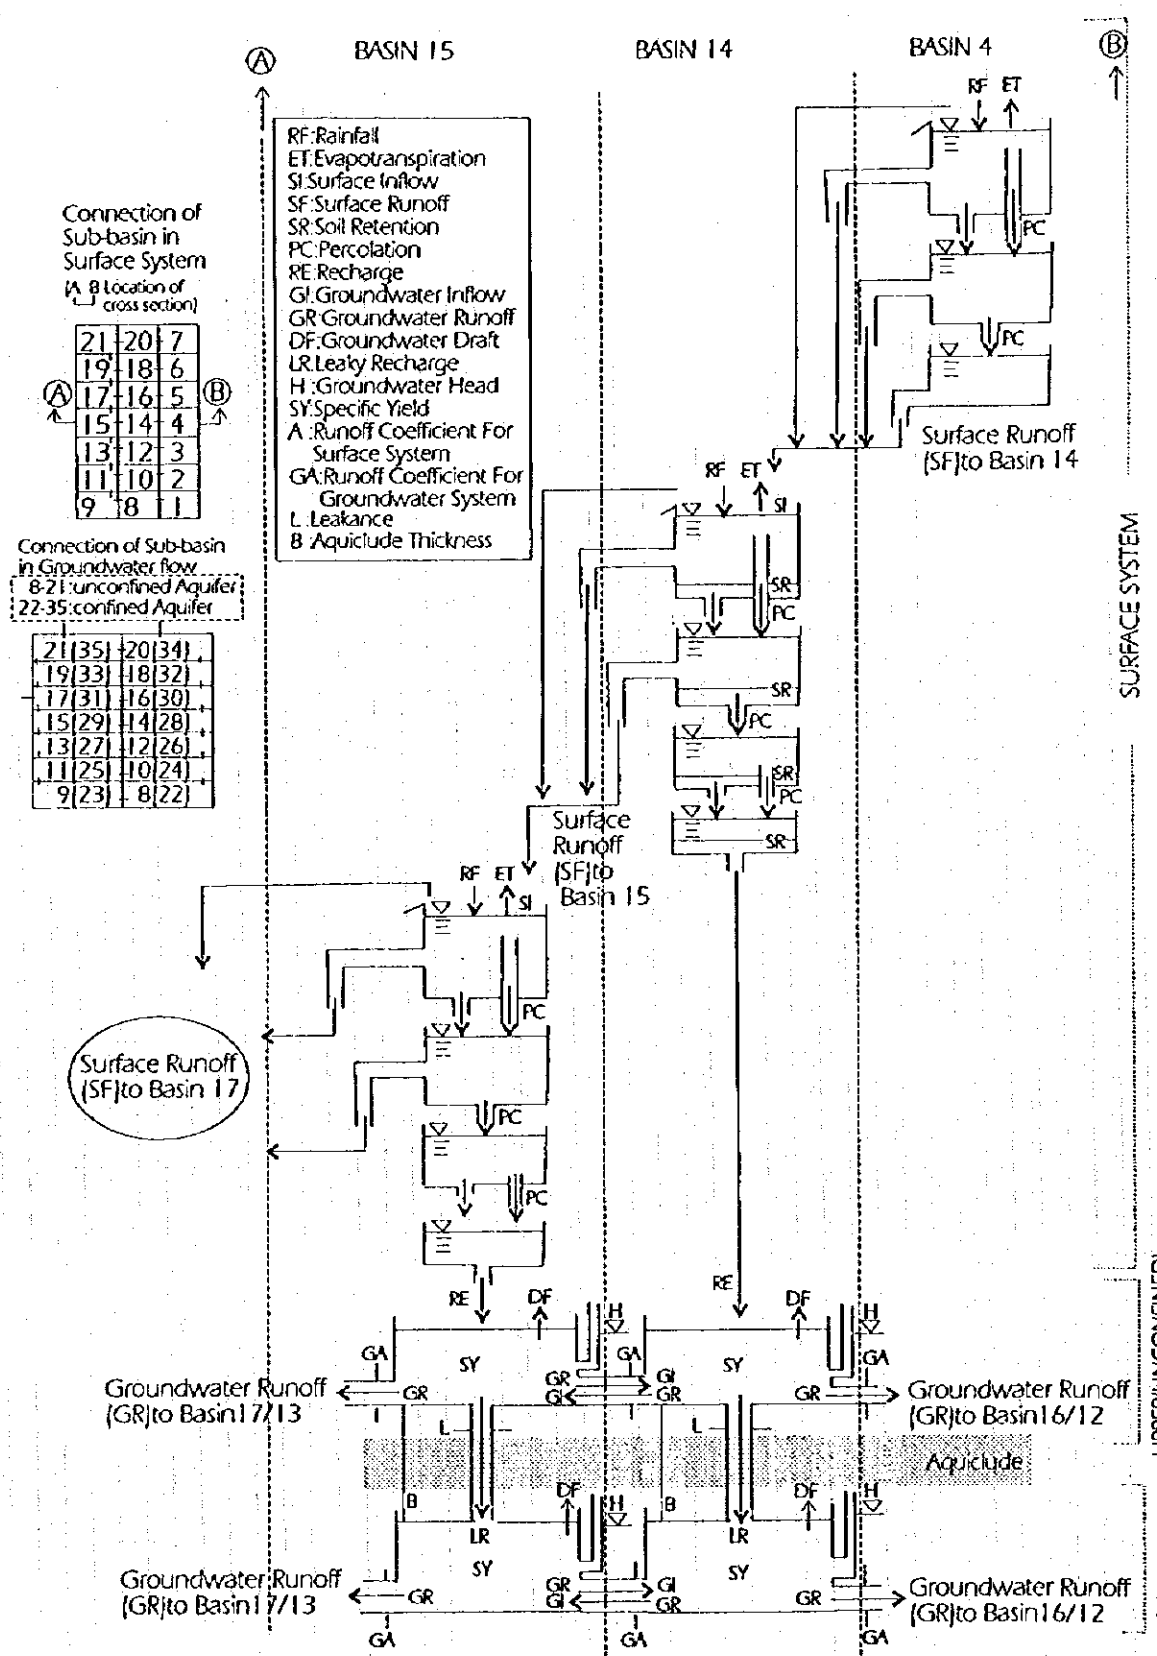 Ⓐ
BASIN 15
BASIN 14
BASIN 4
Ⓑ
RF:Rainfall
ET:Evapotranspiration
SI:Surface Inflow
SF:Surface Runoff
SR:Soil Retention
PC:Percolation
RE:Recharge
GI:Groundwater Inflow
GR:Groundwater Runoff
DF:Groundwater Draft
LR:Leaky Recharge
H :Groundwater Head
SY:Specific Yield
A :Runoff Coefficient For
Surface System
GA:Runoff Coefficient For
Groundwater System
L :Leakance
B :Aquiclude Thickness
Connection of
Sub-basin in
Surface System
(A B Location of
cross section)
21 20 7
19 18 6
Ⓐ 17 16 5 Ⓑ
15 14 4
13 12 3
11 10 2
9 8 1
Connection of Sub-basin
in Groundwater flow
8-21:unconfined Aquifer
22-35:confined Aquifer
21(35) 20(34)
19(33) 18(32)
17(31) 16(30)
15(29) 14(28)
13(27) 12(26)
11(25) 10(24)
9(23) 8(22)
RF ET
PC
PC
Surface Runoff
(SF)to Basin 14
RF ET SI
SR
PC
SR
PC
SR
PC
SR
Surface
Runoff
(SF)to
Basin 15
RF ET SI
PC
PC
PC
Surface Runoff
(SF)to Basin 17
SURFACE SYSTEM
RE DF H
RE DF H
GA SY GA SY GA
GR GI
GR GI GR GR
Groundwater Runoff
(GR)to Basin17/13
Groundwater Runoff
(GR)to Basin16/12
L L
Aquiclude
UPPER(UNCONFINED)
B DF H B DF H
LR LR
SY SY
GR GI
GR GI GR GR
Groundwater Runoff
(GR)to Basin17/13
Groundwater Runoff
(GR)to Basin16/12
GA GA GA